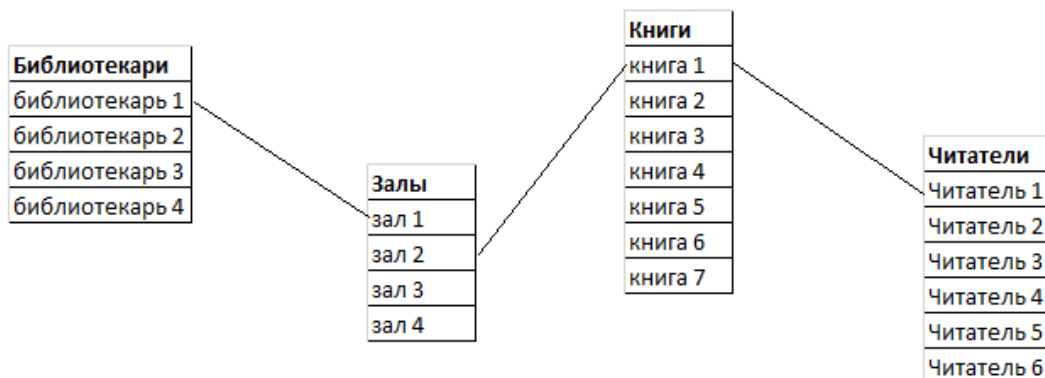 Библиотекари
библиотекарь 1
библиотекарь 2
библиотекарь 3
библиотекарь 4
Залы
зал 1
зал 2
зал 3
зал 4
Книги
книга 1
книга 2
книга 3
книга 4
книга 5
книга 6
книга 7
Читатели
Читатель 1
Читатель 2
Читатель 3
Читатель 4
Читатель 5
Читатель 6